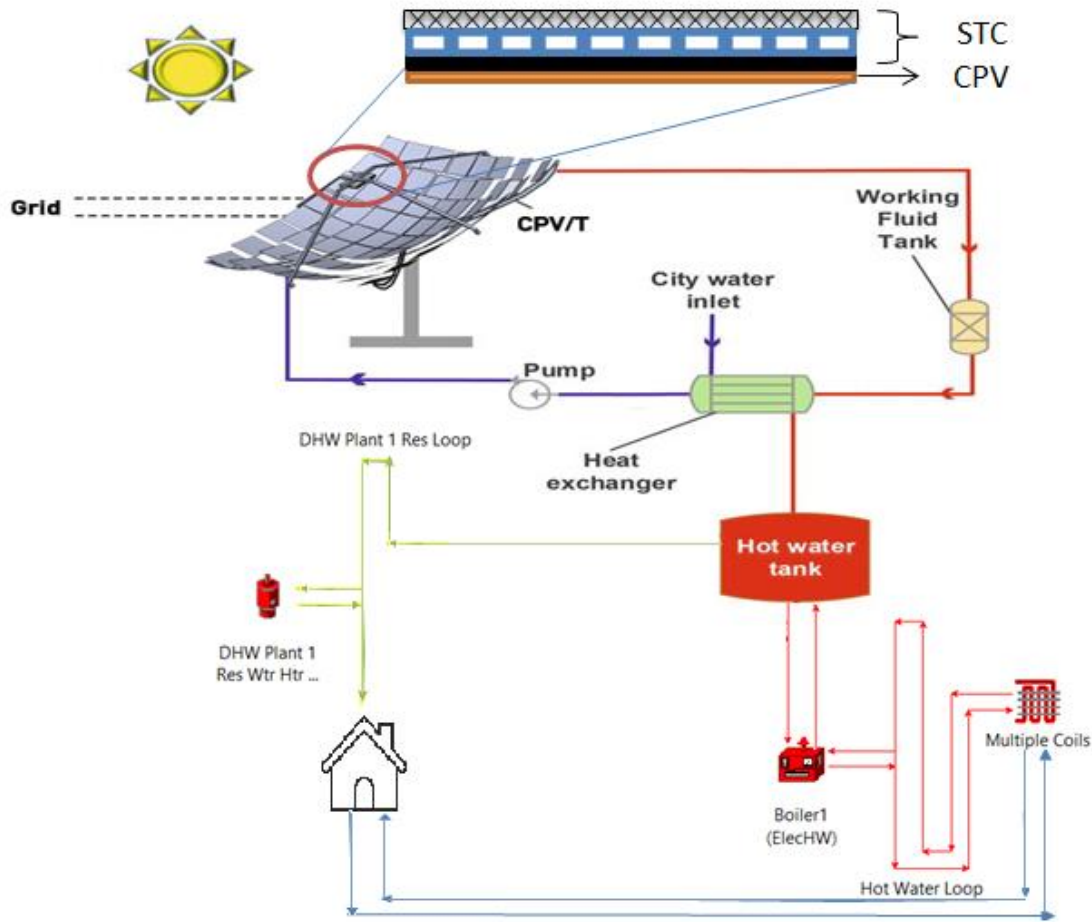 STC
CPV
Grid
CPV/T
Working
Fluid
Tank
City water
inlet
Pump
Heat
exchanger
DHW Plant 1 Res Loop
Hot water
tank
DHW Plant 1
Res Wtr Htr ...
Multiple Coils
Boiler1
(ElecHW)
Hot Water Loop